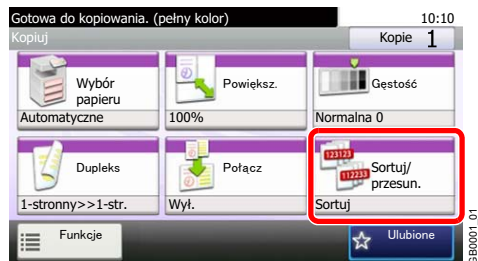 Gotowa do kopiowania. (pełny kolor)
10:10
Kopiuj
Kopie 1
Wybór
papieru
Automatyczne
Powiększ.
100%
Gęstość
Normalna 0
Dupleks
1-stronny>>1-str.
Połącz
Wył.
123123
112233
Sortuj/
przesun.
Sortuj
Funkcje
Ulubione
GB0001_01